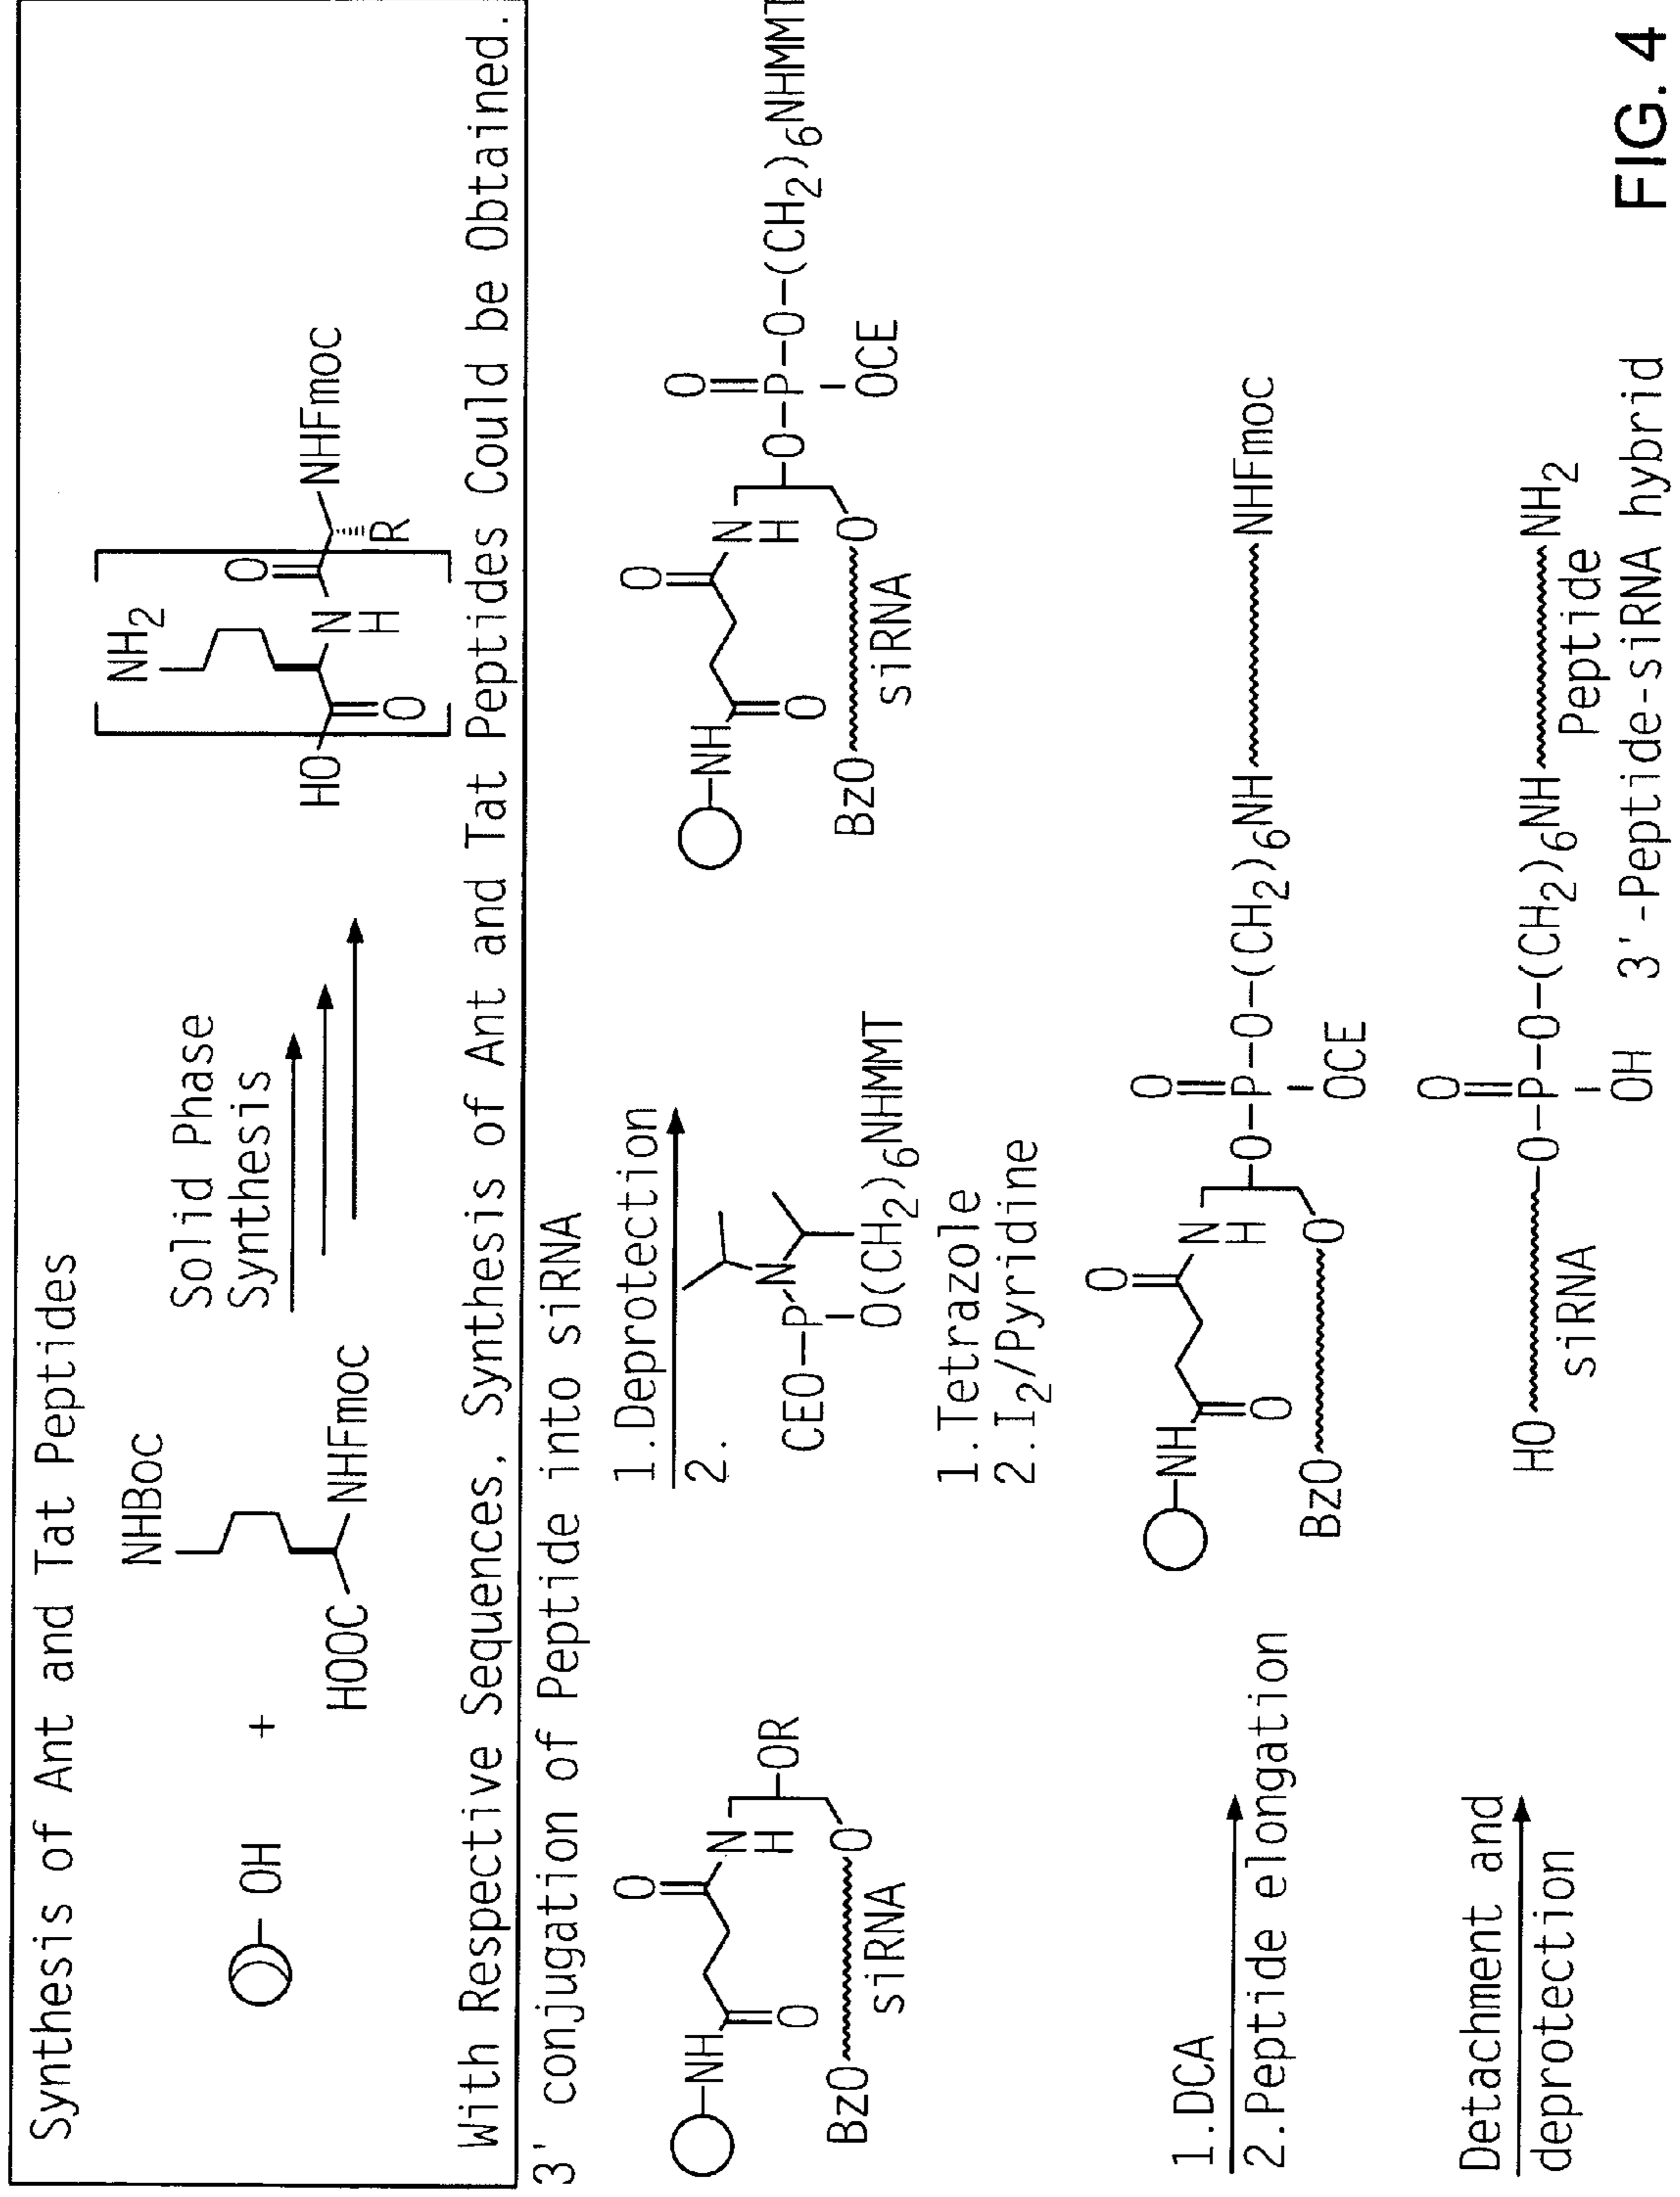 Synthesis of Ant and Tat Peptides
OH
+
NHBoc
HOOC
NHFmoc
Solid Phase
Synthesis
NH2
HO
O
N
H
O
R
NHFmoc
With Respective Sequences, Synthesis of Ant and Tat Peptides Could be Obtained.
3' conjugation of Peptide into siRNA
NH
O
O
N
H
OR
BzO
O
siRNA
1.Deprotection
2.
CEO—P
N
O(CH2)6NHMMT
1.Tetrazole
2.I2/Pyridine
NH
O
O
N
H
O
O—P—O—(CH2)6NHMMT
OCE
BzO
O
siRNA
1.DCA
2.Peptide elongation
NH
O
O
N
H
O
O—P—O—(CH2)6NH
NHFmoc
OCE
BzO
O
Detachment and
deprotection
HO
siRNA
O
O—P—O—(CH2)6NH
NH2
OH
Peptide
3'-Peptide-siRNA hybrid
FIG. 4